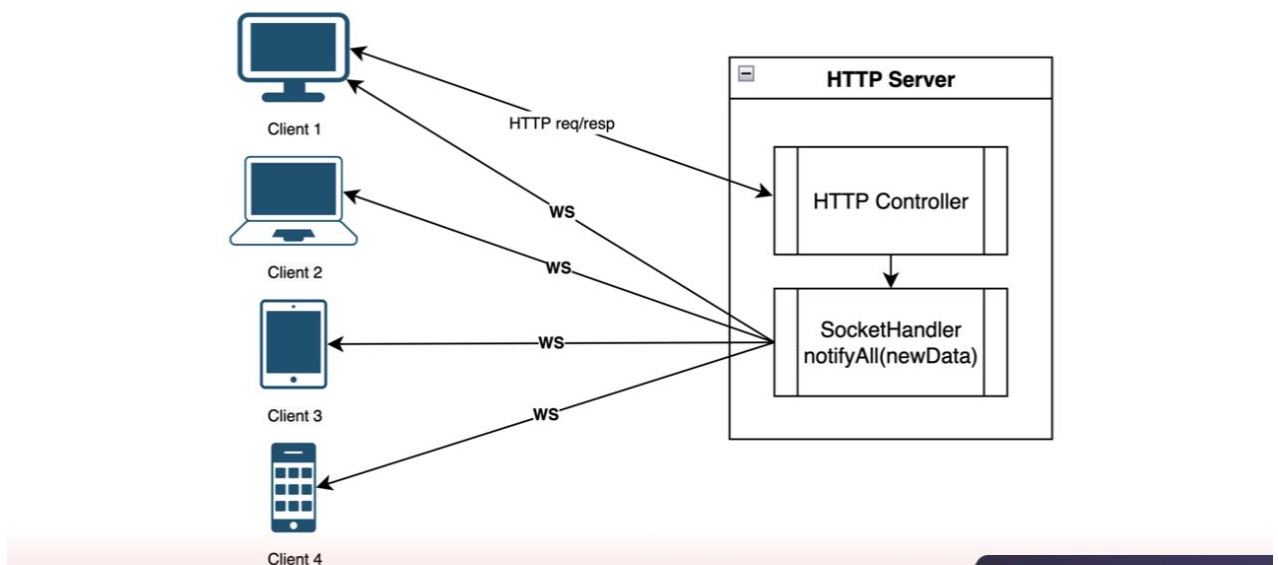 Client 1
HTTP req/resp
WS
Client 2
WS
Client 3
WS
Client 4
WS
HTTP Server
HTTP Controller
SocketHandler
notifyAll(newData)